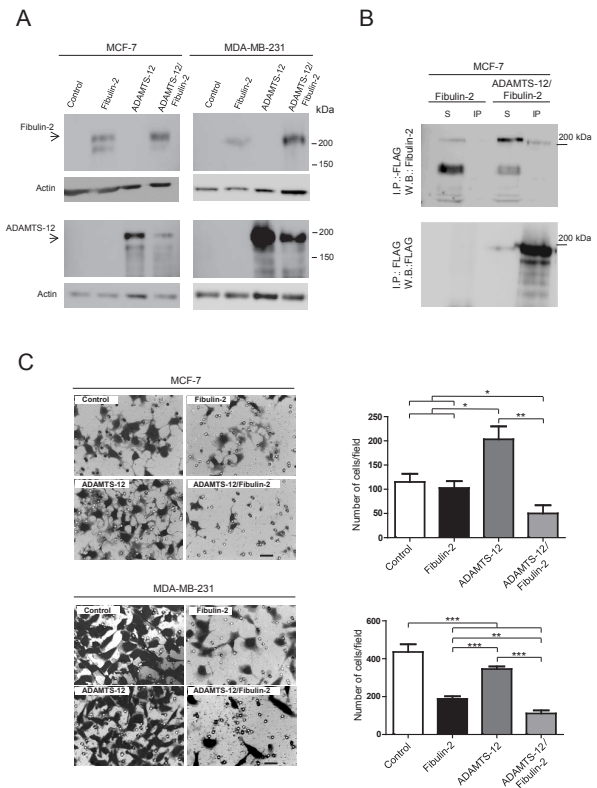 A
MCF-7
MDA-MB-231
Control
Fibulin-2
ADAMTS-12
ADAMTS-12/
Fibulin-2
Control
Fibulin-2
ADAMTS-12
ADAMTS-12/
Fibulin-2
kDa
Fibulin-2
200
150
Actin
ADAMTS-12
200
150
Actin
B
MCF-7
Fibulin-2
ADAMTS-12/
Fibulin-2
S
IP
S
IP
I.P.:-FLAG
W.B.: Fibulin-2
200 kDa
I.P.: FLAG
W.B.:FLAG
200 kDa
C
MCF-7
Control
Fibulin-2
ADAMTS-12
ADAMTS-12/Fibulin-2
Number of cells/field
250
200
150
100
50
0
*
*
**
Control
Fibulin-2
ADAMTS-12
ADAMTS-12/
Fibulin-2
MDA-MB-231
Control
Fibulin-2
ADAMTS-12
ADAMTS-12/Fibulin-2
Number of cells/field
600
400
200
0
***
**
***
***
Control
Fibulin-2
ADAMTS-12
ADAMTS-12/
Fibulin-2